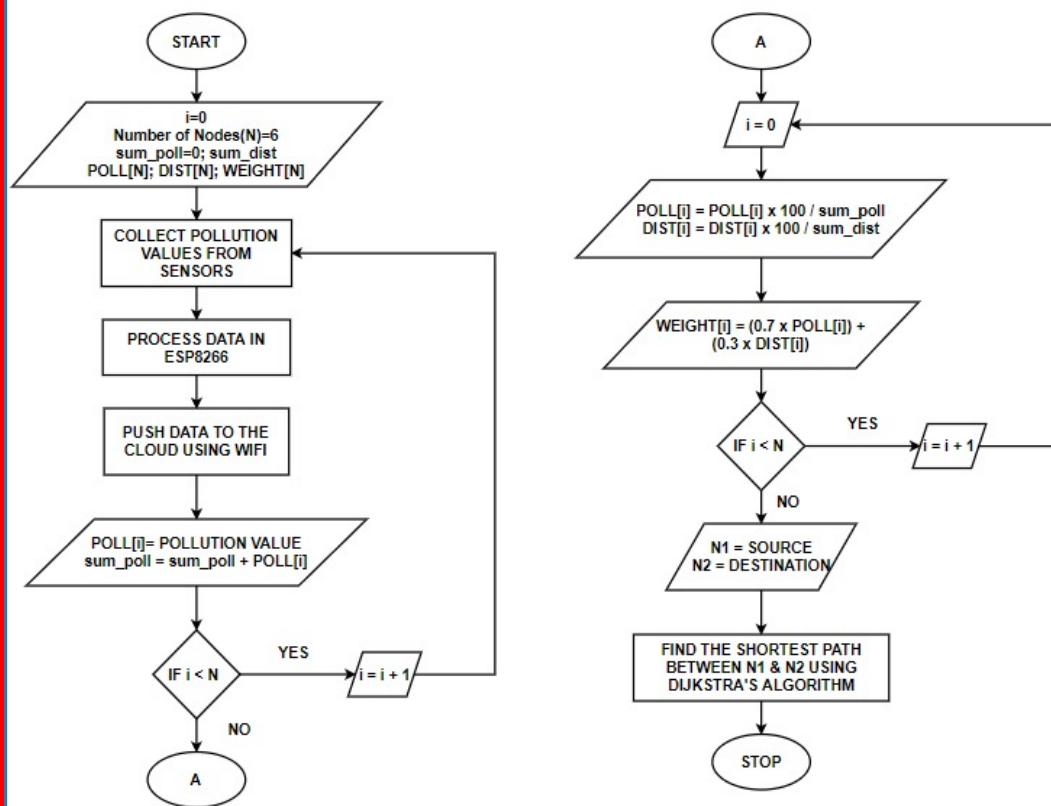 START
i=0
Number of Nodes(N)=6
sum_poll=0; sum_dist
POLL[N]; DIST[N]; WEIGHT[N]
COLLECT POLLUTION
VALUES FROM
SENSORS
PROCESS DATA IN
ESP8266
PUSH DATA TO THE
CLOUD USING WIFI
POLL[i]= POLLUTION VALUE
sum_poll = sum_poll + POLL[i]
IF i < N
YES
i = i + 1
NO
A
A
i = 0
POLL[i] = POLL[i] x 100 / sum_poll
DIST[i] = DIST[i] x 100 / sum_dist
WEIGHT[i] = (0.7 x POLL[i]) +
(0.3 x DIST[i])
IF i < N
YES
i = i + 1
NO
N1 = SOURCE
N2 = DESTINATION
FIND THE SHORTEST PATH
BETWEEN N1 & N2 USING
DIJKSTRA'S ALGORITHM
STOP